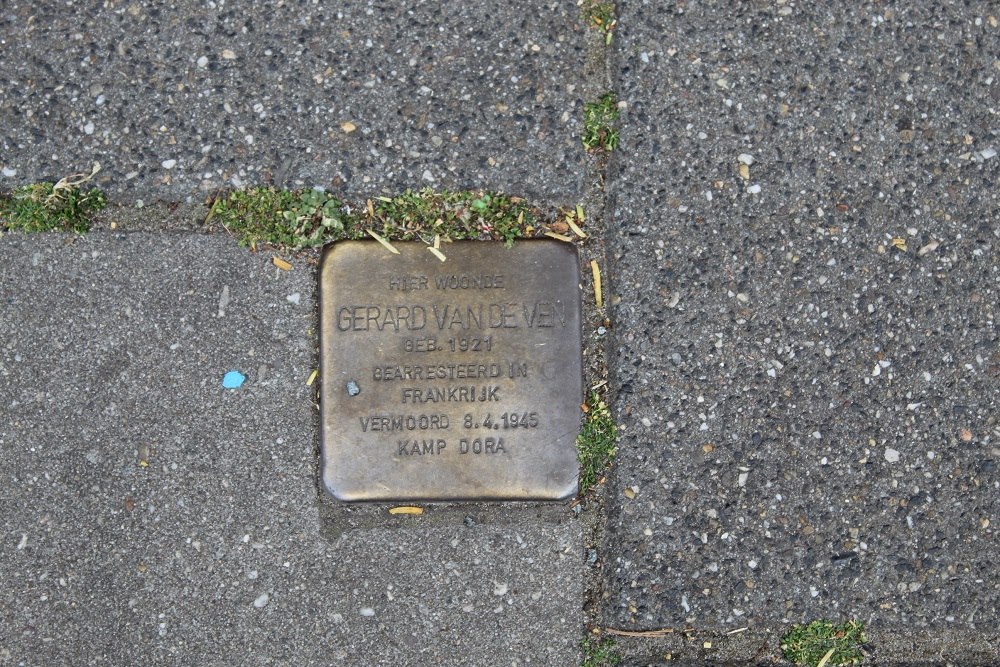 HIER WOONDE
GERARD VAN DE VEN
GEB. 1921
GEARRESTEERD IN
FRANKRIJK
VERMOORD 8.4.1945
KAMP DORA